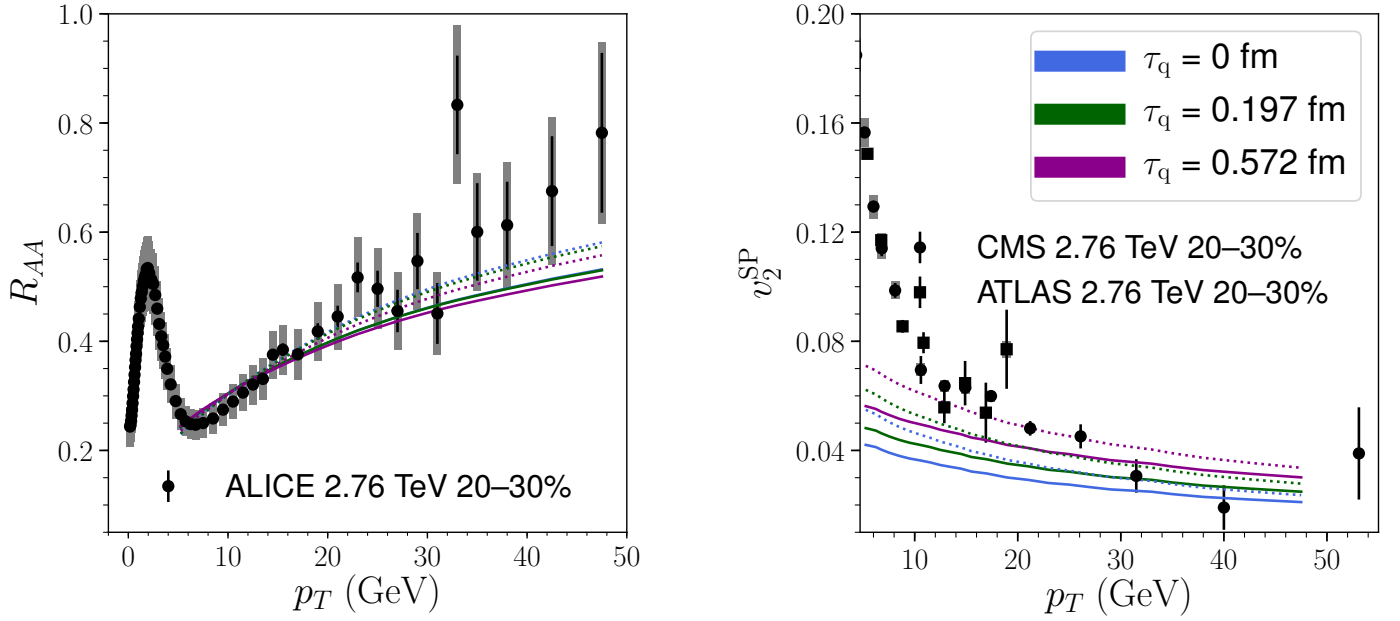 1.0
0.8
0.6
0.4
0.2
R_{AA}
ALICE 2.76 TeV 20–30%
0 10 20 30 40 50
p_T (GeV)
0.20
0.16
0.12
0.08
0.04
v_2^{SP}
τ_q = 0 fm
τ_q = 0.197 fm
τ_q = 0.572 fm
CMS 2.76 TeV 20–30%
ATLAS 2.76 TeV 20–30%
10 20 30 40 50
p_T (GeV)